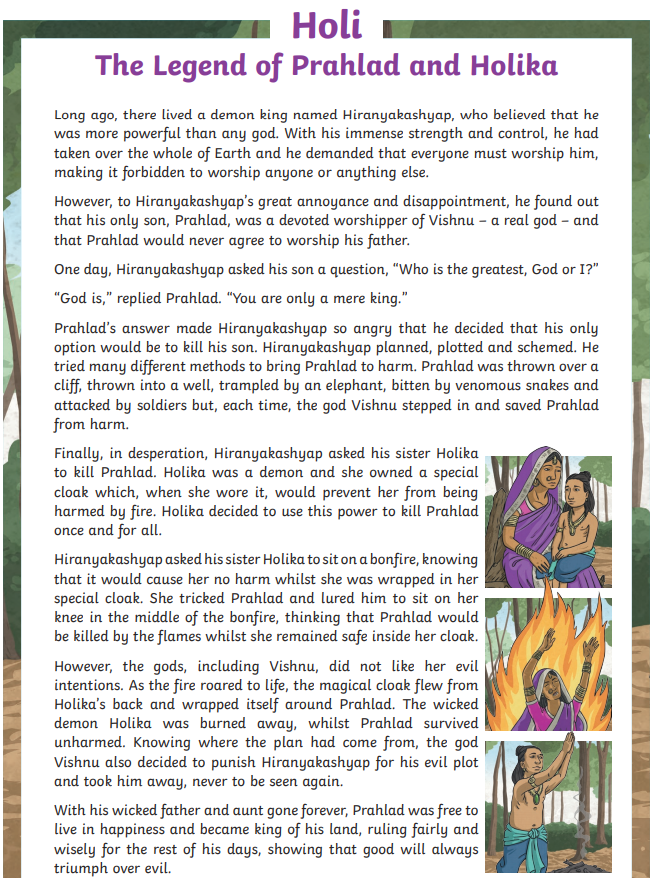 Holi
The Legend of Prahlad and Holika
Long ago, there lived a demon king named Hiranyakashyap, who believed that he
was more powerful than any god. With his immense strength and control, he had
taken over the whole of Earth and he demanded that everyone must worship him,
making it forbidden to worship anyone or anything else.
However, to Hiranyakashyap’s great annoyance and disappointment, he found out
that his only son, Prahlad, was a devoted worshipper of Vishnu – a real god – and
that Prahlad would never agree to worship his father.
One day, Hiranyakashyap asked his son a question, “Who is the greatest, God or I?”
“God is,” replied Prahlad. “You are only a mere king.”
Prahlad’s answer made Hiranyakashyap so angry that he decided that his only
option would be to kill his son. Hiranyakashyap planned, plotted and schemed. He
tried many different methods to bring Prahlad to harm. Prahlad was thrown over a
cliff, thrown into a well, trampled by an elephant, bitten by venomous snakes and
attacked by soldiers but, each time, the god Vishnu stepped in and saved Prahlad
from harm.
Finally, in desperation, Hiranyakashyap asked his sister Holika
to kill Prahlad. Holika was a demon and she owned a special
cloak which, when she wore it, would prevent her from being
harmed by fire. Holika decided to use this power to kill Prahlad
once and for all.
Hiranyakashyap asked his sister Holika to sit on a bonfire, knowing
that it would cause her no harm whilst she was wrapped in her
special cloak. She tricked Prahlad and lured him to sit on her
knee in the middle of the bonfire, thinking that Prahlad would
be killed by the flames whilst she remained safe inside her cloak.
However, the gods, including Vishnu, did not like her evil
intentions. As the fire roared to life, the magical cloak flew from
Holika’s back and wrapped itself around Prahlad. The wicked
demon Holika was burned away, whilst Prahlad survived
unharmed. Knowing where the plan had come from, the god
Vishnu also decided to punish Hiranyakashyap for his evil plot
and took him away, never to be seen again.
With his wicked father and aunt gone forever, Prahlad was free to
live in happiness and became king of his land, ruling fairly and
wisely for the rest of his days, showing that good will always
triumph over evil.